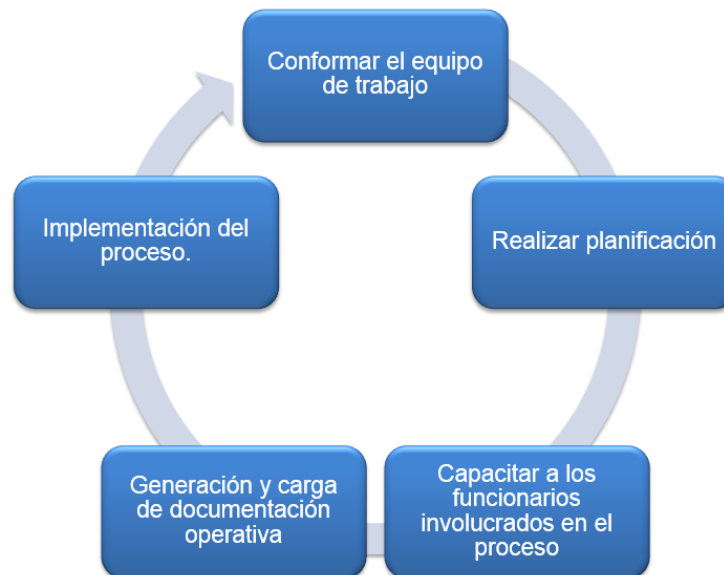 Conformar el equipo
de trabajo
Realizar planificación
Capacitar a los
funcionarios
involucrados en el
proceso
Generación y carga
de documentación
operativa
Implementación del
proceso.